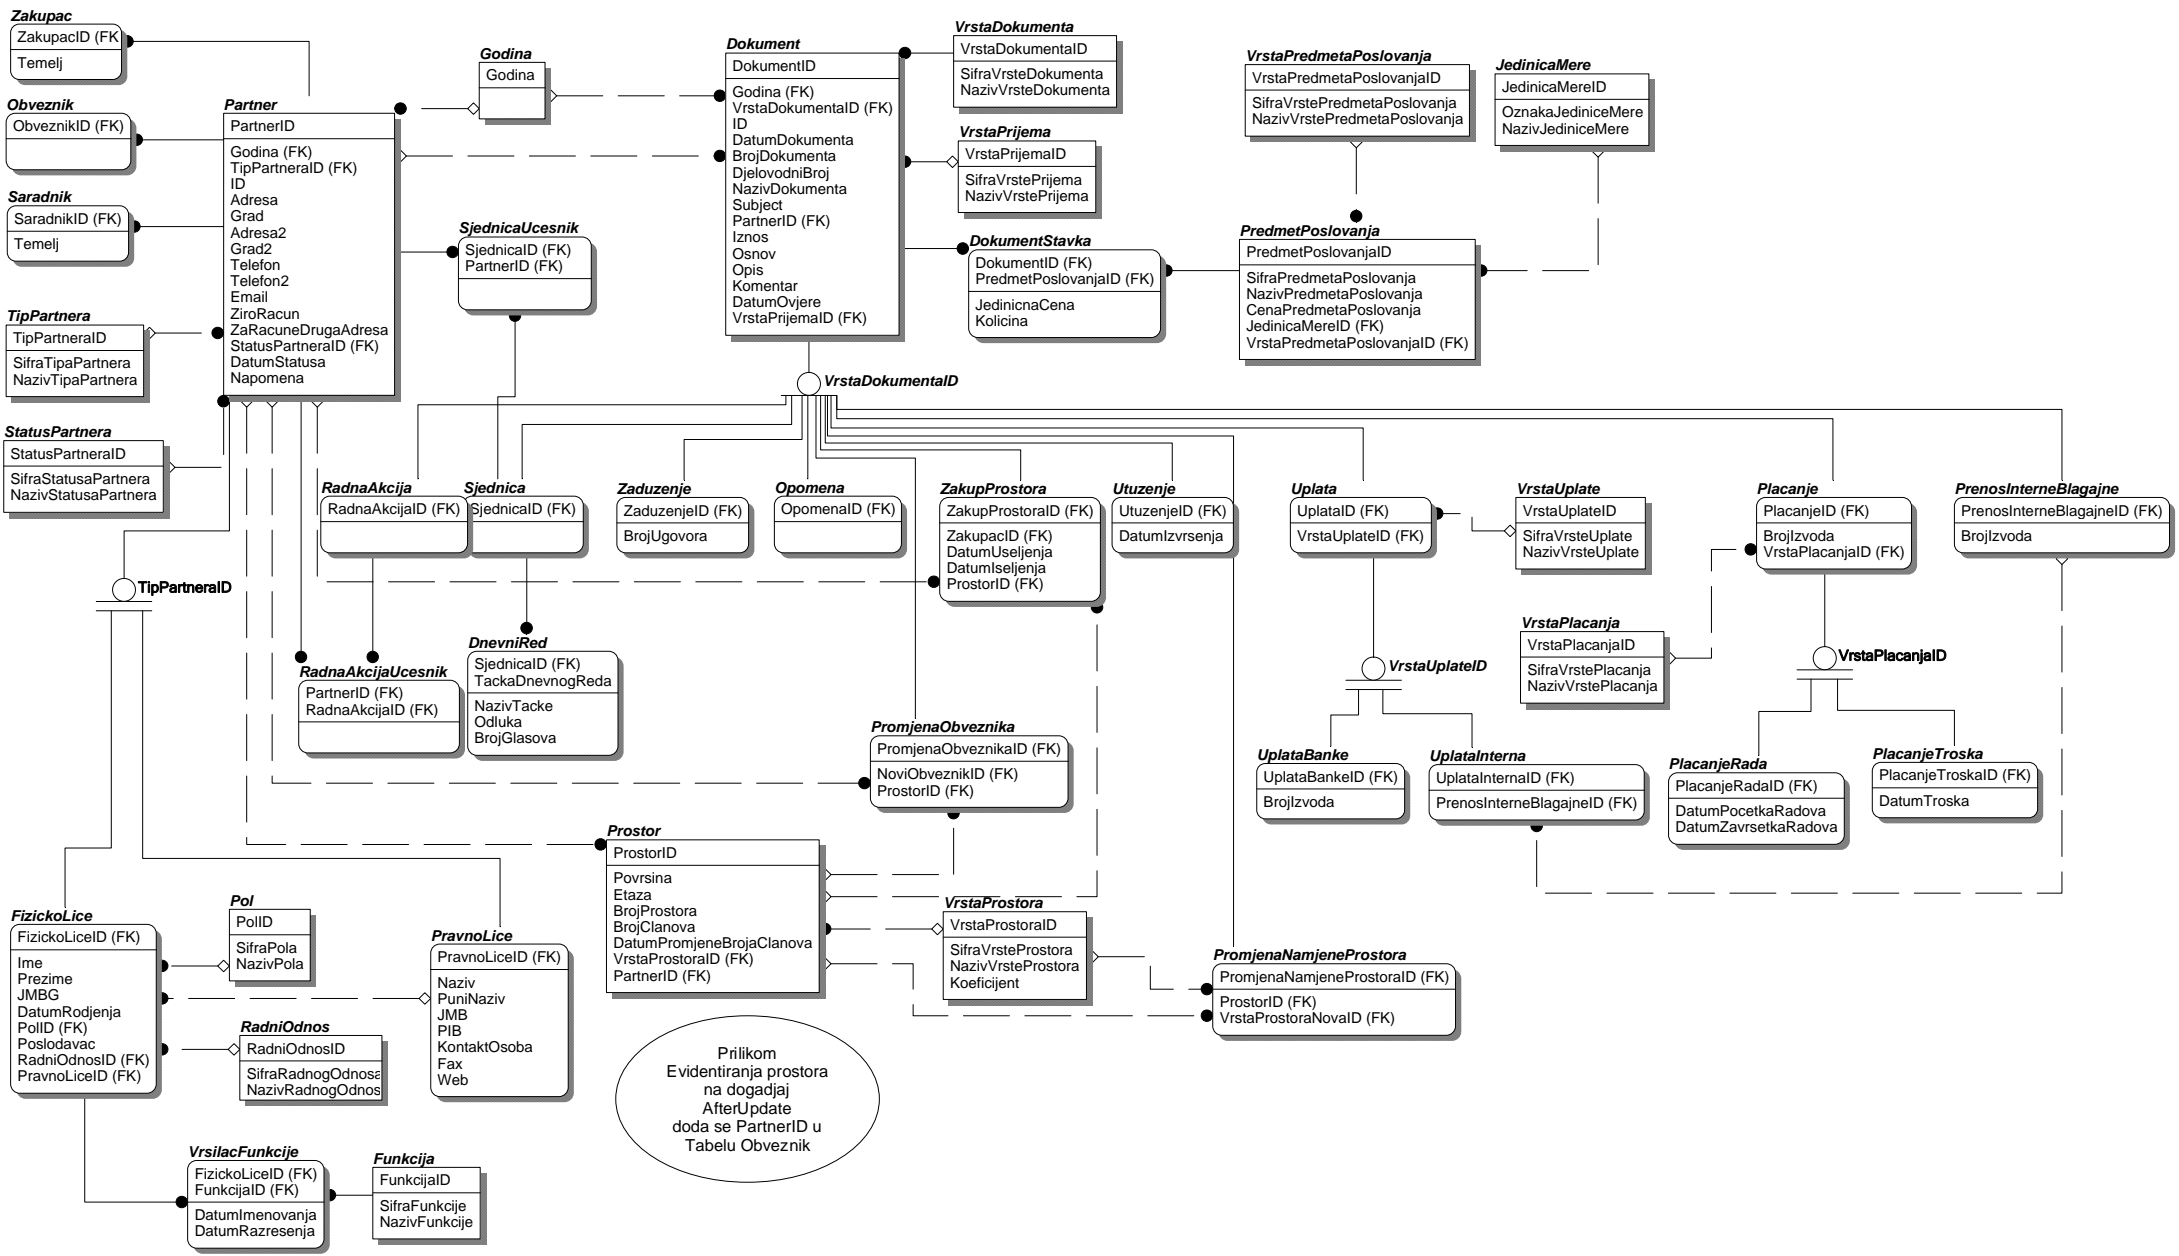 Zakupac
ZakupacID (FK
Temelj
Obveznik
ObveznikID (FK)
Saradnik
SaradnikID (FK)
Temelj
TipPartnera
TipPartneraID
SifraTipaPartnera
NazivTipaPartnera
StatusPartnera
StatusPartneraID
SifraStatusaPartnera
NazivStatusaPartnera
Partner
PartnerID
Godina (FK)
TipPartneraID (FK)
ID
Adresa
Grad
Adresa2
Grad2
Telefon
Telefon2
Email
ZiroRacun
ZaRacuneDrugaAdresa
StatusPartneraID (FK)
DatumStatusa
Napomena
Godina
Godina
SjednicaUcesnik
SjednicaID (FK)
PartnerID (FK)
Dokument
DokumentID
Godina (FK)
VrstaDokumentaID (FK)
ID
DatumDokumenta
BrojDokumenta
DjelovodniBroj
NazivDokumenta
Subject
PartnerID (FK)
Iznos
Osnov
Opis
Komentar
DatumOvjere
VrstaPrijemaID (FK)
VrstaDokumenta
VrstaDokumentaID
SifraVrsteDokumenta
NazivVrsteDokumenta
VrstaPrijema
VrstaPrijemaID
SifraVrstePrijema
NazivVrstePrijema
DokumentStavka
DokumentID (FK)
PredmetPoslovanjaID (FK)
JedinicnaCena
Kolicina
VrstaPredmetaPoslovanja
VrstaPredmetaPoslovanjaID
SifraVrstePredmetaPoslovanja
NazivVrstePredmetaPoslovanja
JedinicaMere
JedinicaMereID
OznakaJediniceMere
NazivJediniceMere
PredmetPoslovanja
PredmetPoslovanjaID
SifraPredmetaPoslovanja
NazivPredmetaPoslovanja
CenaPredmetaPoslovanja
JedinicaMereID (FK)
VrstaPredmetaPoslovanjaID (FK)
VrstaDokumentaID
RadnaAkcija
RadnaAkcijaID (FK)
Sjednica
SjednicaID (FK)
Zaduzenje
ZaduzenjeID (FK)
BrojUgovora
Opomena
OpomenaID (FK)
ZakupProstora
ZakupProstoraID (FK)
ZakupacID (FK)
DatumUseljenja
DatumIseljenja
ProstorID (FK)
Utuzenje
UtuzenjeID (FK)
DatumIzvrsenja
Uplata
UplataID (FK)
VrstaUplateID (FK)
VrstaUplate
VrstaUplateID
SifraVrsteUplate
NazivVrsteUplate
Placanje
PlacanjeID (FK)
BrojIzvoda
VrstaPlacanjaID (FK)
PrenosInterneBlagajne
PrenosInterneBlagajneID (FK)
BrojIzvoda
TipPartneraID
RadnaAkcijaUcesnik
PartnerID (FK)
RadnaAkcijaID (FK)
DnevniRed
SjednicaID (FK)
TackaDnevnogReda
NazivTacke
Odluka
BrojGlasova
VrstaPlacanja
VrstaPlacanjaID
SifraVrstePlacanja
NazivVrstePlacanja
VrstaUplateID
VrstaPlacanjaID
PromjenaObveznika
PromjenaObveznikaID (FK)
NoviObveznikID (FK)
ProstorID (FK)
UplataBanke
UplataBankeID (FK)
BrojIzvoda
UplataInterna
UplataInternaID (FK)
PrenosInterneBlagajneID (FK)
PlacanjeRada
PlacanjeRadaID (FK)
DatumPocetkaRadova
DatumZavrsetkaRadova
PlacanjeTroska
PlacanjeTroskaID (FK)
DatumTroska
Prostor
ProstorID
Povrsina
Etaza
BrojProstora
BrojClanova
DatumPromjeneBrojaClanova
VrstaProstoraID (FK)
PartnerID (FK)
VrstaProstora
VrstaProstoraID
SifraVrsteProstora
NazivVrsteProstora
Koeficijent
PromjenaNamjeneProstora
PromjenaNamjeneProstoraID (FK)
ProstorID (FK)
VrstaProstoraNovaID (FK)
FizickoLice
FizickoLiceID (FK)
Ime
Prezime
JMBG
DatumRodjenja
PolID (FK)
Poslodavac
RadniOdnosID (FK)
PravnoLiceID (FK)
Pol
PolID
SifraPola
NazivPola
RadniOdnos
RadniOdnosID
SifraRadnogOdnosa
NazivRadnogOdnos
PravnoLice
PravnoLiceID (FK)
Naziv
PuniNaziv
JMB
PIB
KontaktOsoba
Fax
Web
Prilikom
Evidentiranja prostora
na dogadjaj
AfterUpdate
doda se PartnerID u
Tabelu Obveznik
VrsilacFunkcije
FizickoLiceID (FK)
FunkcijaID (FK)
DatumImenovanja
DatumRazresenja
Funkcija
FunkcijaID
SifraFunkcije
NazivFunkcije